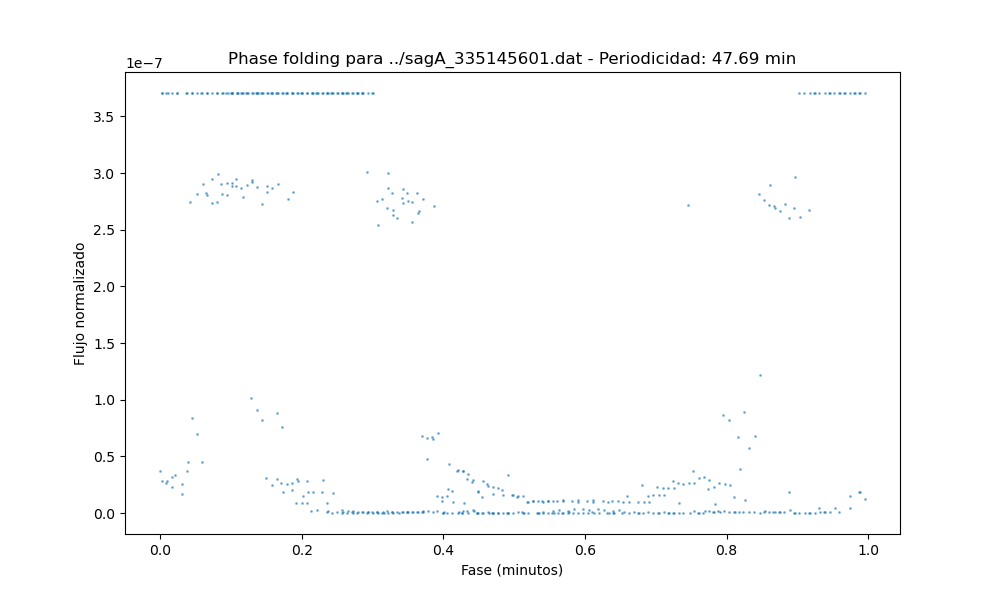 Phase folding para ../sagA_335145601.dat - Periodicidad: 47.69 min
1e−7
3.5
3.0
2.5
2.0
1.5
1.0
0.5
0.0
Flujo normalizado
0.0 0.2 0.4 0.6 0.8 1.0
Fase (minutos)